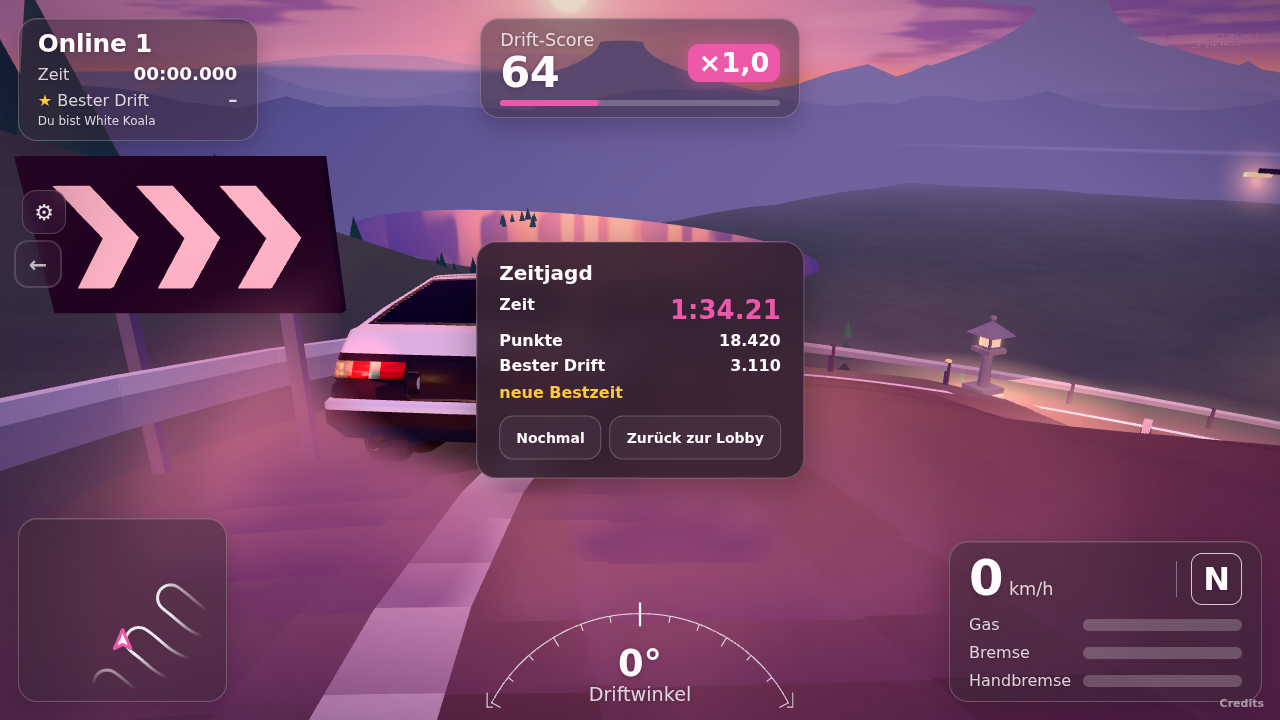 Online 1
Zeit 00:00.000
★ Bester Drift –
Du bist White Koala
Drift-Score
64
×1,0
Zeitjagd
Zeit 1:34.21
Punkte 18.420
Bester Drift 3.110
neue Bestzeit
Nochmal
Zurück zur Lobby
0°
Driftwinkel
0 km/h
N
Gas
Bremse
Handbremse
Credits